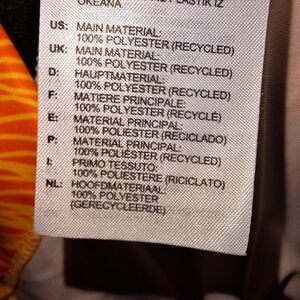 PLASTIK IZ
OKEANA
US: MAIN MATERIAL:
100% POLYESTER (RECYCLED)
UK: MAIN MATERIAL:
100% POLYESTER (RECYCLED)
D: HAUPTMATERIAL:
100% POLYESTER (RECYCLED)
F: MATIERE PRINCIPALE:
100% POLYESTER (RECYCLÉ)
E: MATERIAL PRINCIPAL:
100% POLIESTER (RECICLADO)
P: MATERIAL PRINCIPAL:
100% POLIÉSTER (RECYCLED)
I: PRIMO TESSUTO:
100% POLIESTERE (RICICLATO)
NL: HOOFDMATERIAAL:
100% POLYESTER
(GERECYCLEERDE)